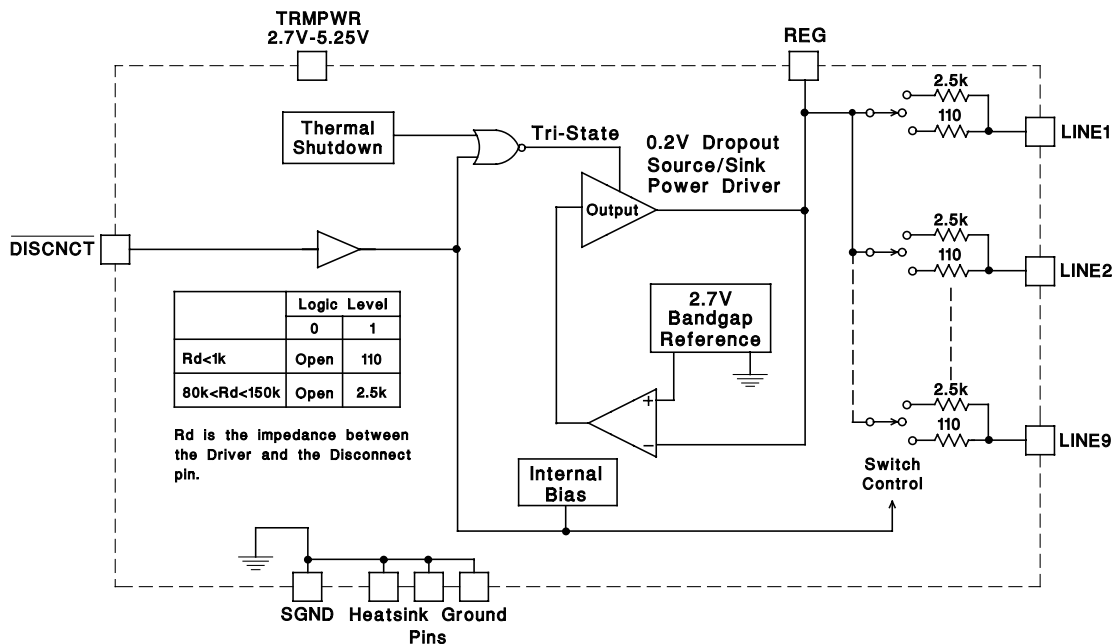 TRMPWR
2.7V-5.25V
REG
2.5k
110
LINE1
Thermal
Shutdown
Tri-State
0.2V Dropout
Source/Sink
Power Driver
Output
DISCNCT
2.5k
110
LINE2
Logic Level
0 1
Rd<1k Open 110
80k<Rd<150k Open 2.5k
Rd is the impedance between
the Driver and the Disconnect
pin.
2.7V
Bandgap
Reference
+
−
2.5k
110
LINE9
Switch
Control
Internal
Bias
SGND Heatsink Ground
Pins